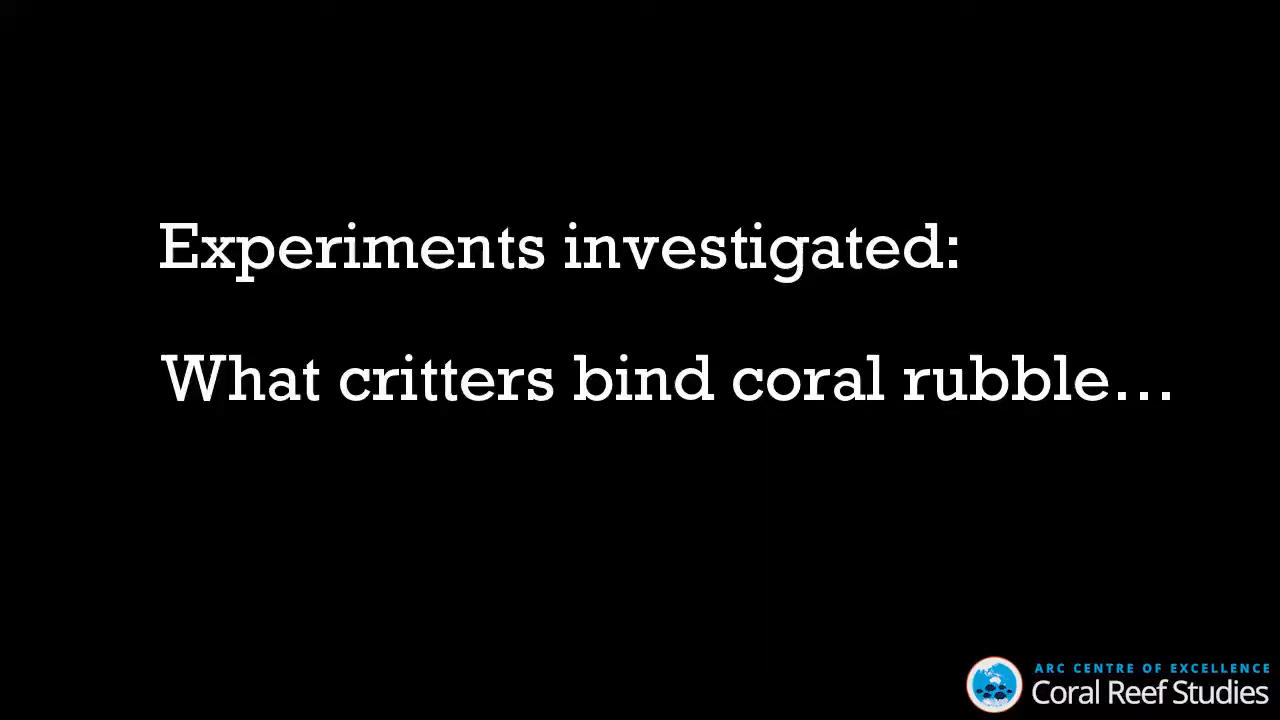 Experiments investigated:
What critters bind coral rubble...
ARC CENTRE OF EXCELLENCE
Coral Reef Studies